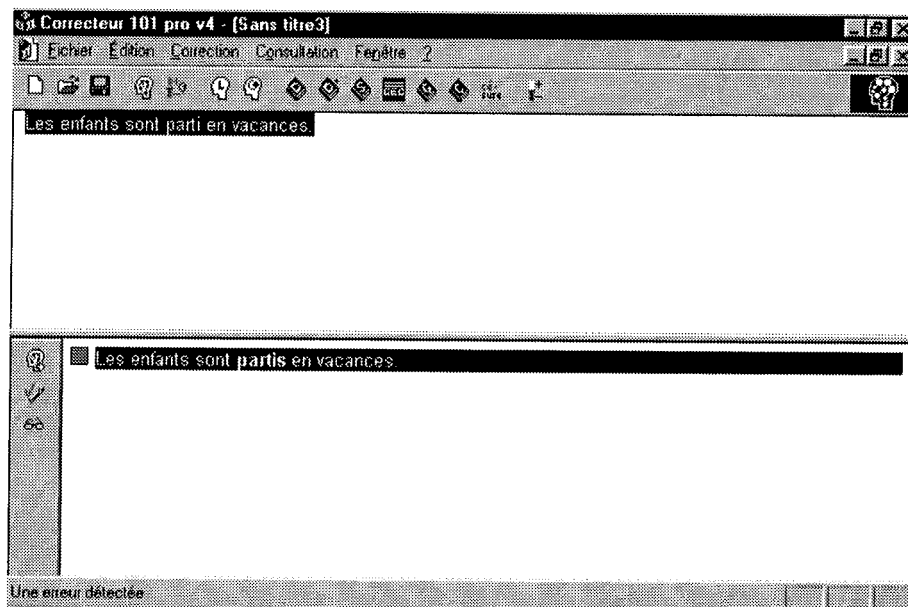 Correcteur 101 pro v4 - [Sans titre3]
Fichier Édition Correction Consultation Fenêtre ?
Les enfants sont parti en vacances.
Les enfants sont partis en vacances.
Une erreur détectée